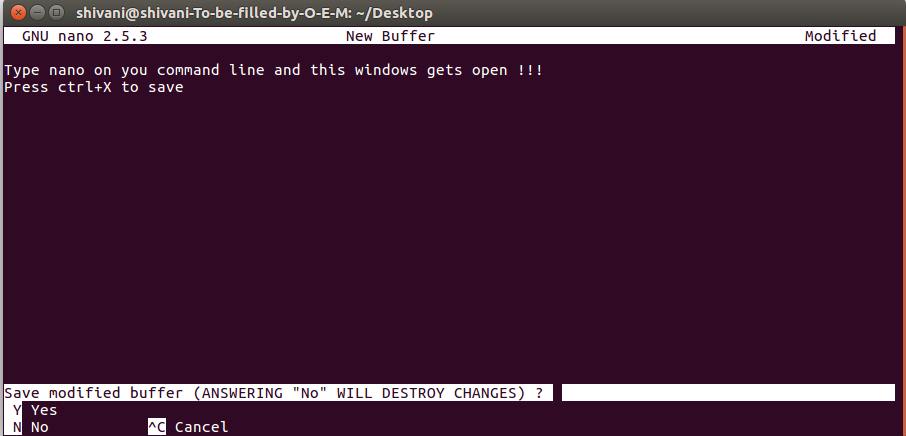 shivani@shivani-To-be-filled-by-O-E-M: ~/Desktop
GNU nano 2.5.3 New Buffer Modified
Type nano on you command line and this windows gets open !!!
Press ctrl+X to save
Save modified buffer (ANSWERING "No" WILL DESTROY CHANGES) ?
Y Yes
N No ^C Cancel